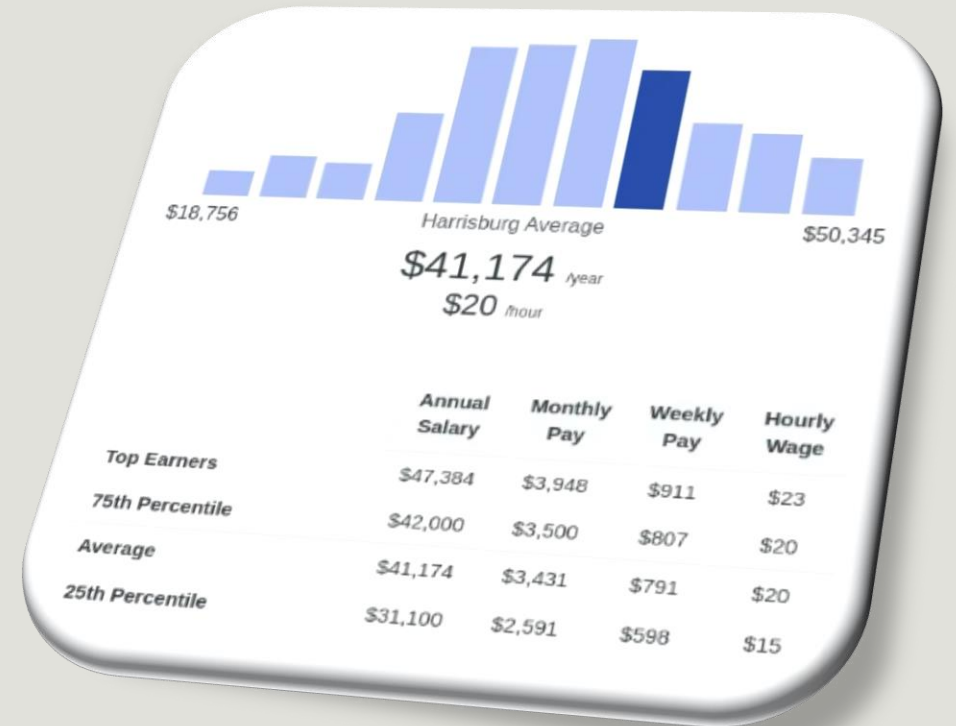 $18,756
$50,345
Harrisburg Average
$41,174 /year
$20 /hour
Annual Salary Monthly Pay Weekly Pay Hourly Wage
Top Earners $47,384 $3,948 $911 $23
75th Percentile $42,000 $3,500 $807 $20
Average $41,174 $3,431 $791 $20
25th Percentile $31,100 $2,591 $598 $15